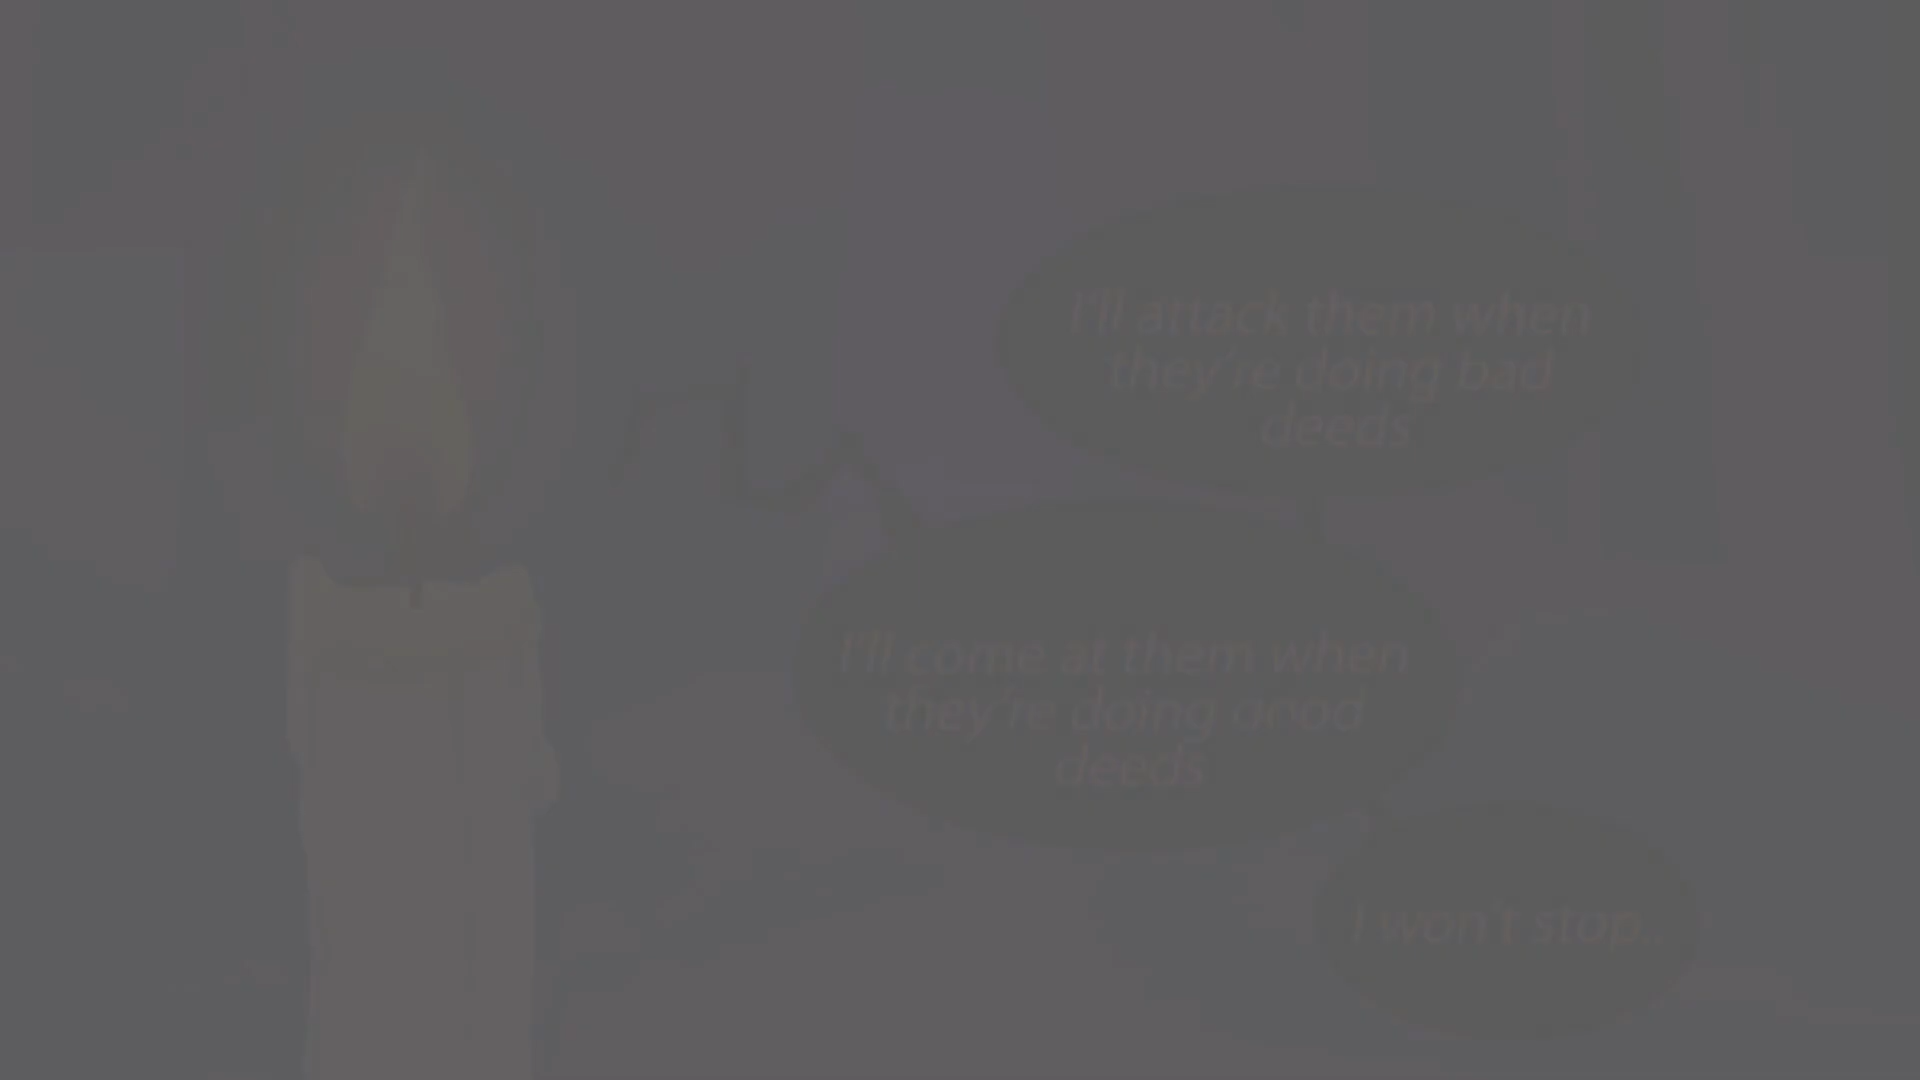 I'll attack them when
they're doing bad
deeds
I'll come at them when
they're doing good
deeds
I won't stop..